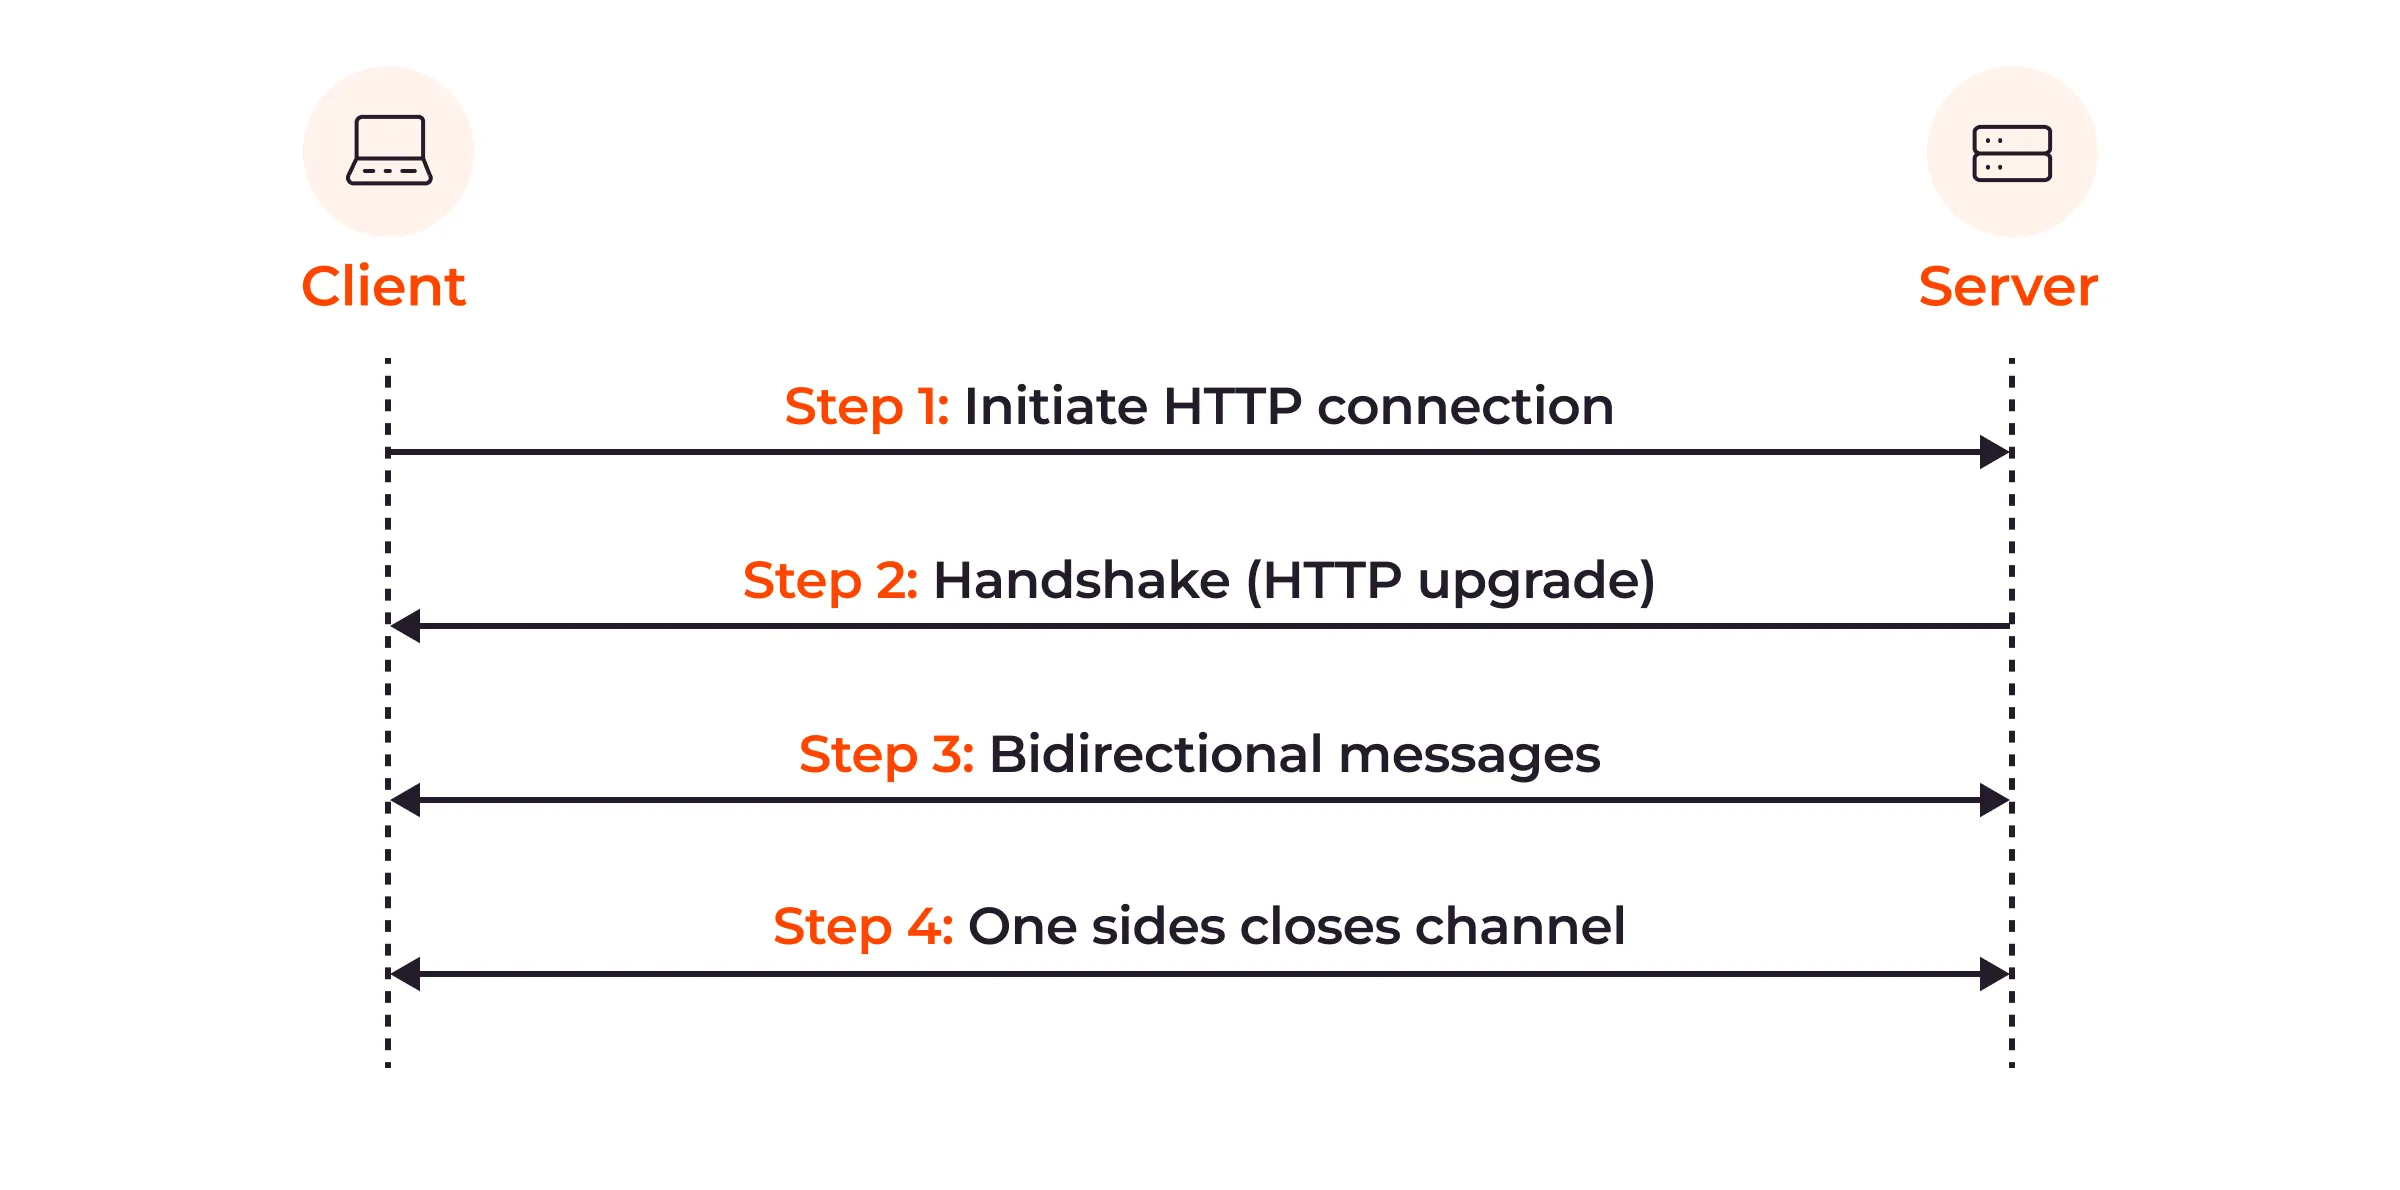 Client
Server
Step 1: Initiate HTTP connection
Step 2: Handshake (HTTP upgrade)
Step 3: Bidirectional messages
Step 4: One sides closes channel